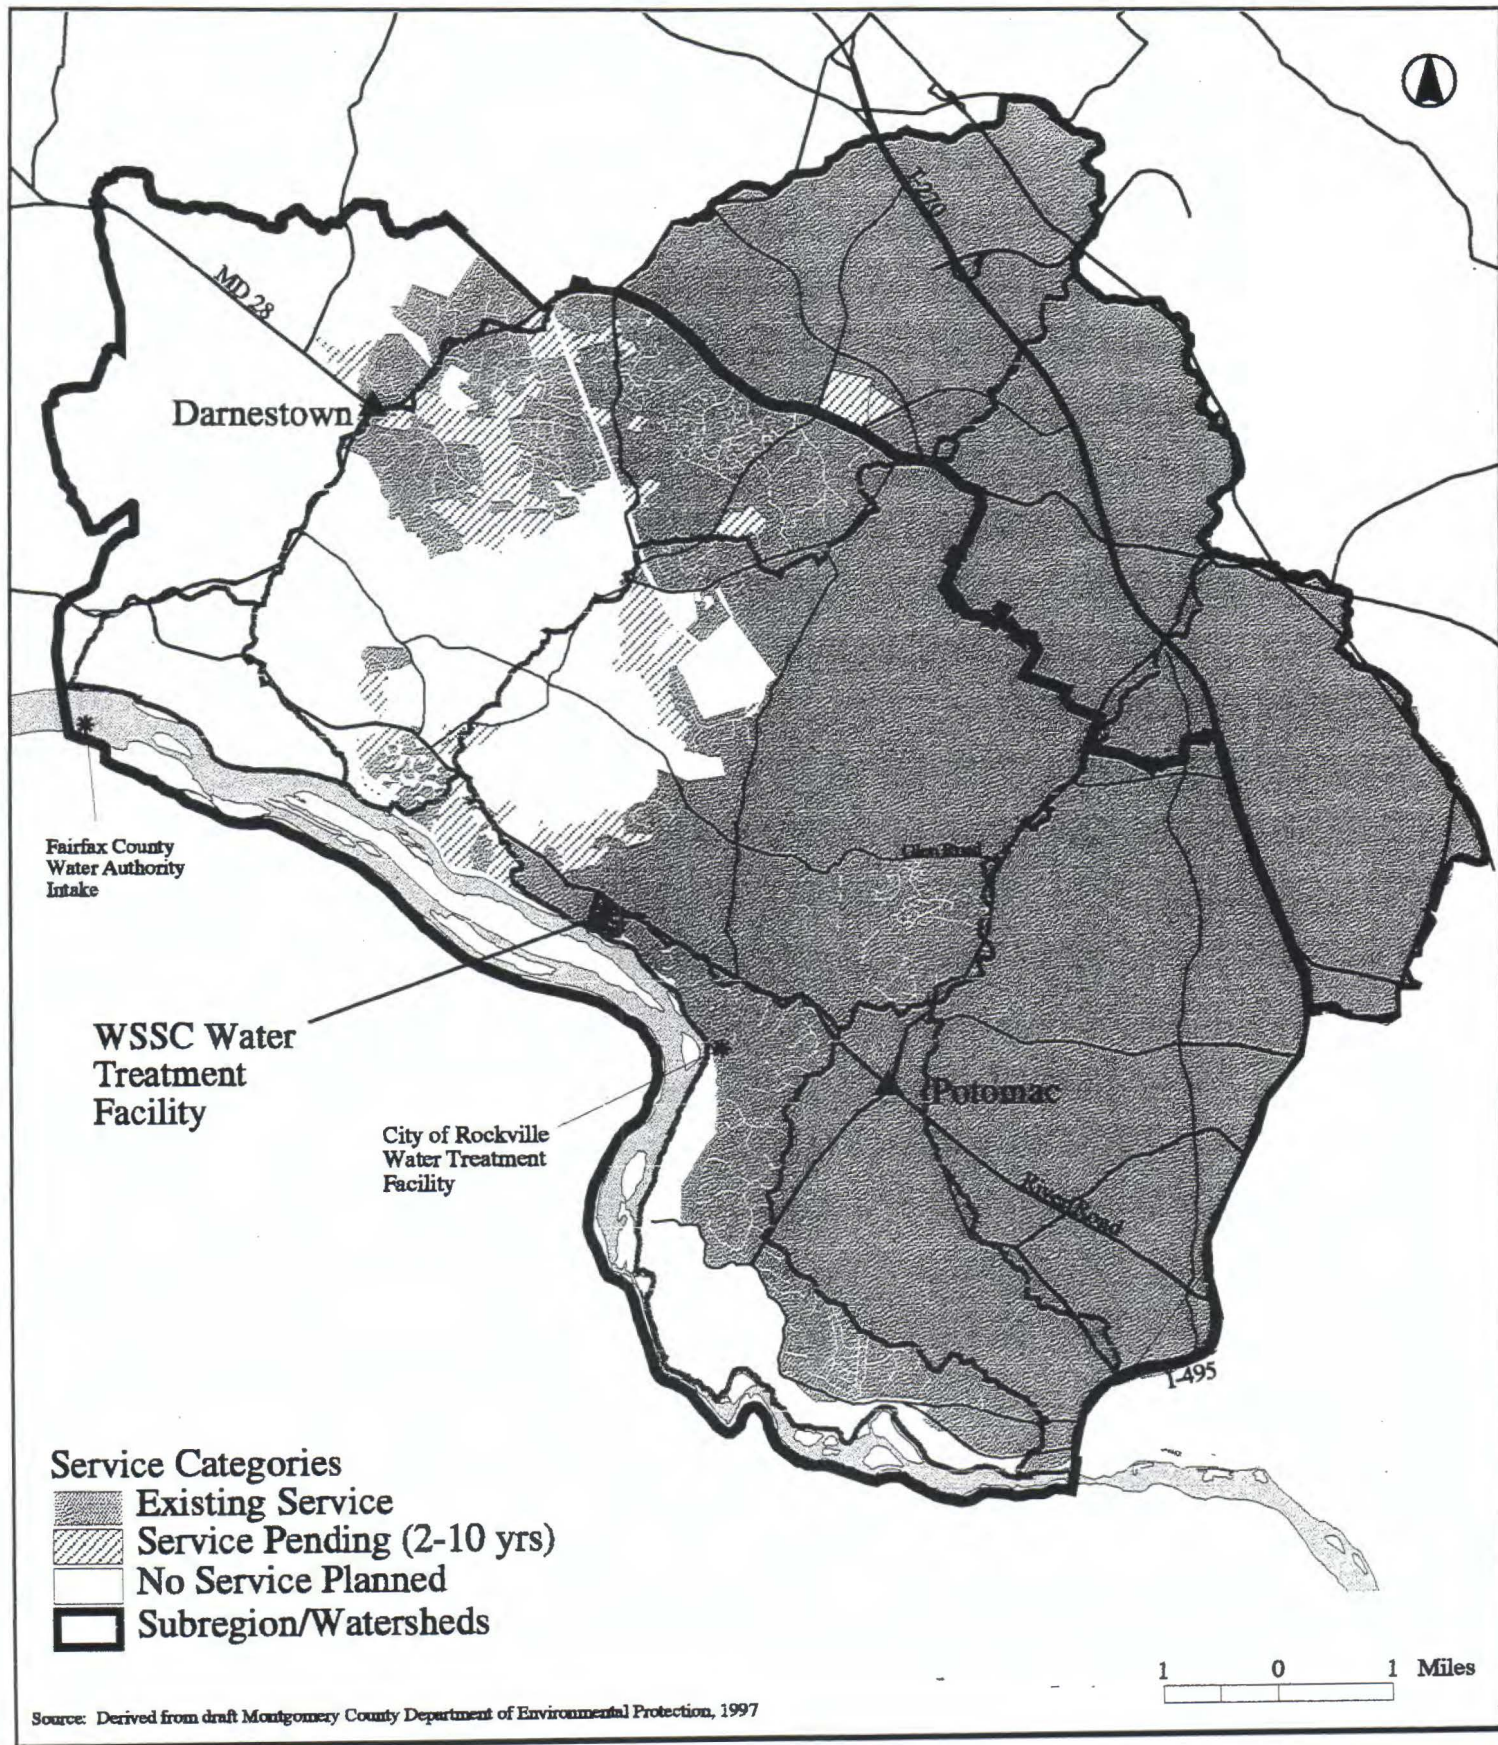 I-270
MD 28
Darnestown
Glen Road
Fairfax County
Water Authority
Intake
WSSC Water
Treatment
Facility
City of Rockville
Water Treatment
Facility
Potomac
River Road
I-495
Service Categories
Existing Service
Service Pending (2-10 yrs)
No Service Planned
Subregion/Watersheds
1 0 1 Miles
Source: Derived from draft Montgomery County Department of Environmental Protection, 1997